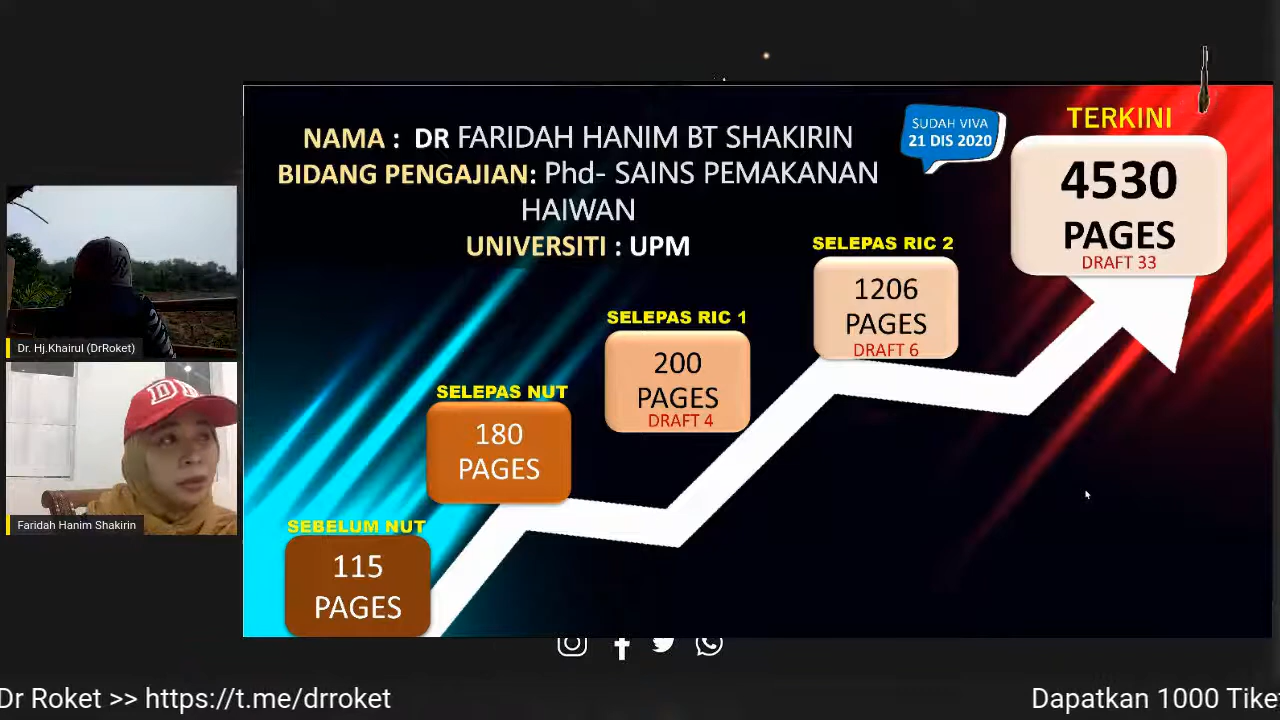 NAMA : DR FARIDAH HANIM BT SHAKIRIN
BIDANG PENGAJIAN: Phd- SAINS PEMAKANAN
HAIWAN
UNIVERSITI : UPM
SUDAH VIVA
21 DIS 2020
TERKINI
4530
PAGES
DRAFT 33
SELEPAS RIC 2
1206
PAGES
DRAFT 6
SELEPAS RIC 1
200
PAGES
DRAFT 4
SELEPAS NUT
180
PAGES
SEBELUM NUT
115
PAGES
Dr. Hj.Khairul (DrRoket)
Faridah Hanim Shakirin
Dr Roket >> https://t.me/drroket
Dapatkan 1000 Tike